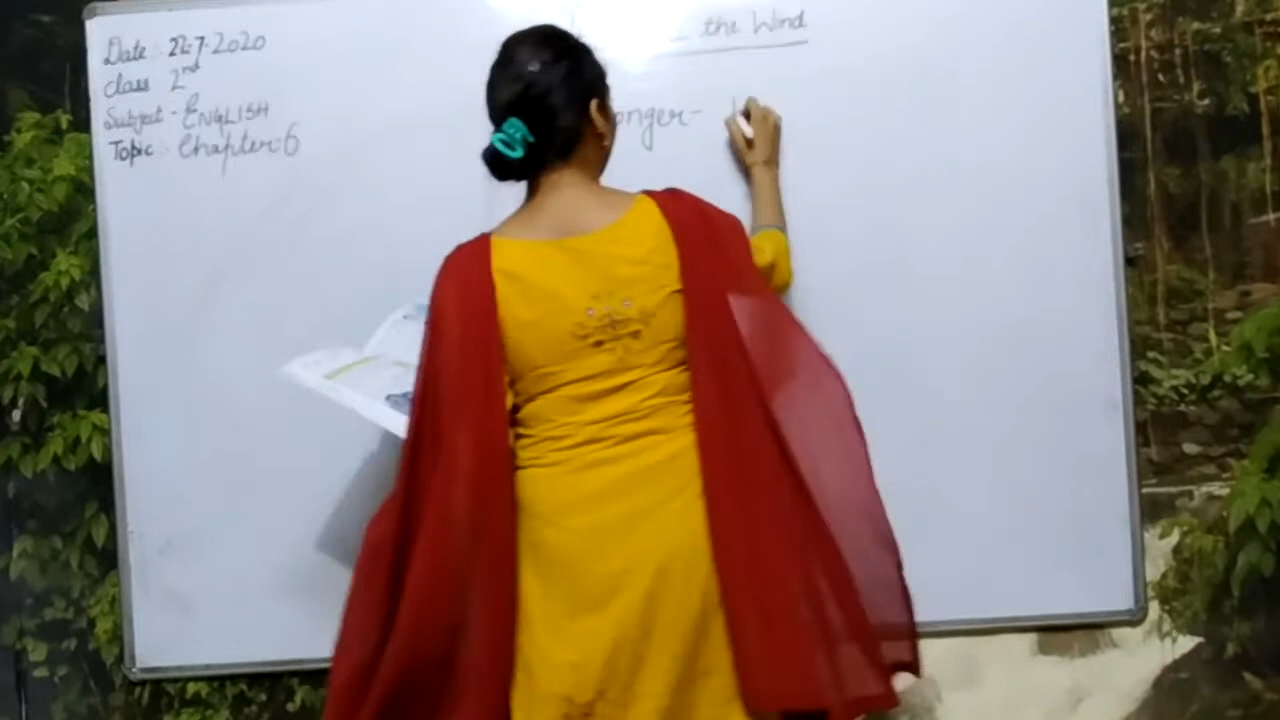 Date : 22.7.2020
class 2nd
Subject - ENGLISH
Topic : Chapter:6
the Wind
onger-